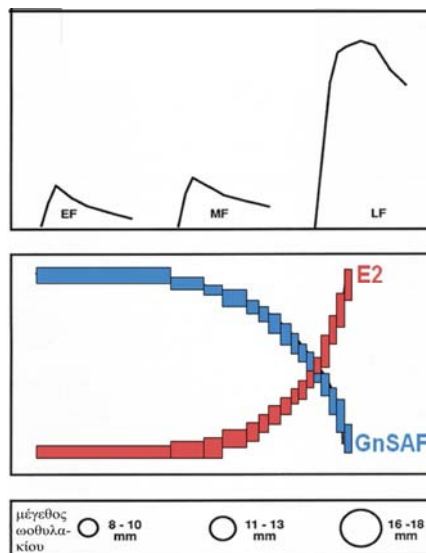 EF
MF
LF
E2
GnSAF
μέγεθος
ωοθυλα-
κίου
8 - 10
mm
11 - 13
mm
16 -18
mm